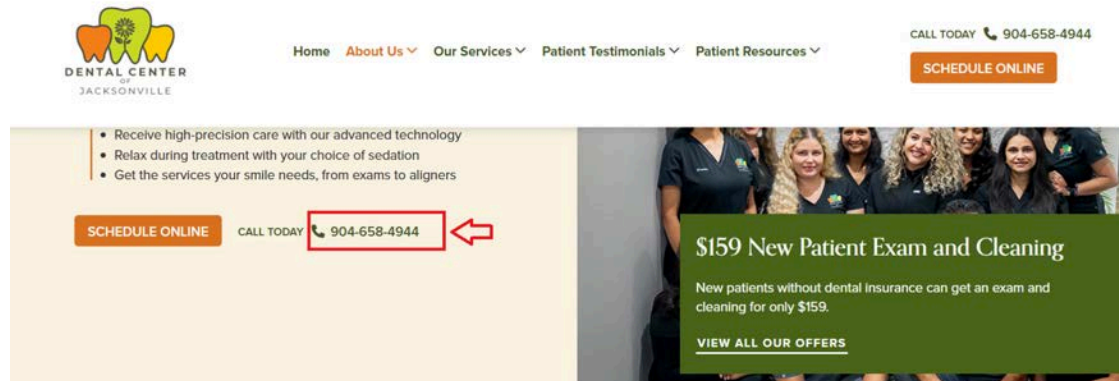 DENTAL CENTER
OF
JACKSONVILLE
Home About Us Our Services Patient Testimonials Patient Resources
CALL TODAY 904-658-4944
SCHEDULE ONLINE
• Receive high-precision care with our advanced technology
• Relax during treatment with your choice of sedation
• Get the services your smile needs, from exams to aligners
SCHEDULE ONLINE CALL TODAY 904-658-4944
$159 New Patient Exam and Cleaning
New patients without dental insurance can get an exam and
cleaning for only $159.
VIEW ALL OUR OFFERS